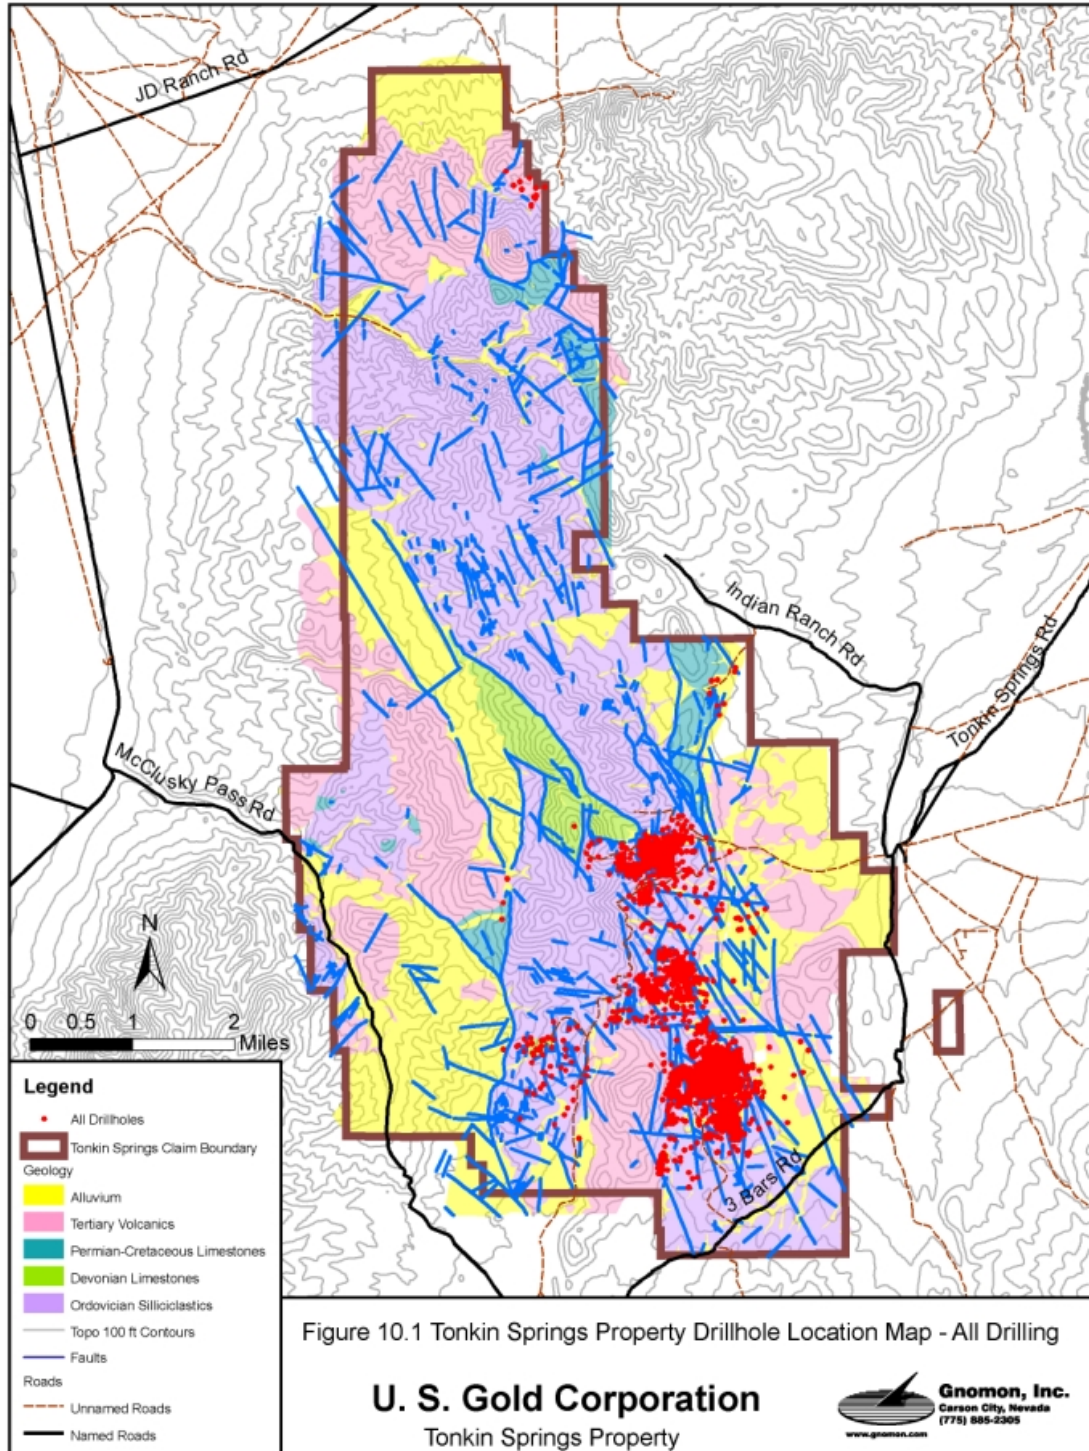 JD Ranch Rd
Indian Ranch Rd
Tonkin Springs Rd
McClusky Pass Rd
N
0 0.5 1 2
Miles
3 Bars Rd
Legend
All Drillholes
Tonkin Springs Claim Boundary
Geology
Alluvium
Tertiary Volcanics
Permian-Cretaceous Limestones
Devonian Limestones
Ordovician Silliciclastics
Topo 100 ft Contours
Faults
Roads
Unnamed Roads
Named Roads
Figure 10.1 Tonkin Springs Property Drillhole Location Map - All Drilling
U. S. Gold Corporation
Tonkin Springs Property
Gnomon, Inc.
Carson City, Nevada
(775) 885-2305
www.gnomon.com